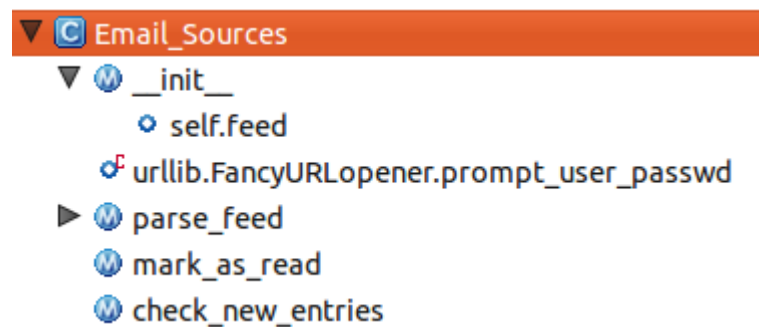 C Email_Sources
M __init__
self.feed
C urllib.FancyURLopener.prompt_user_passwd
M parse_feed
M mark_as_read
M check_new_entries